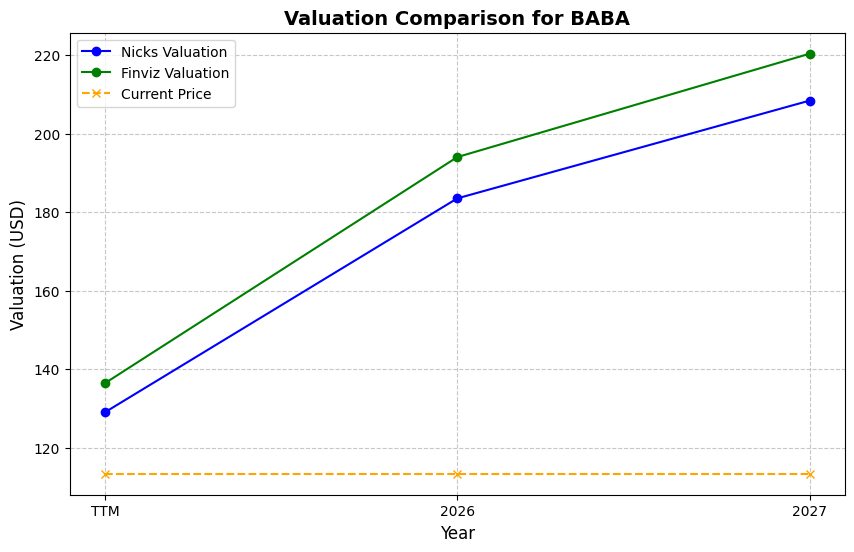 Valuation Comparison for BABA
Nicks Valuation
Finviz Valuation
Current Price
Valuation (USD)
220
200
180
160
140
120
TTM
2026
2027
Year